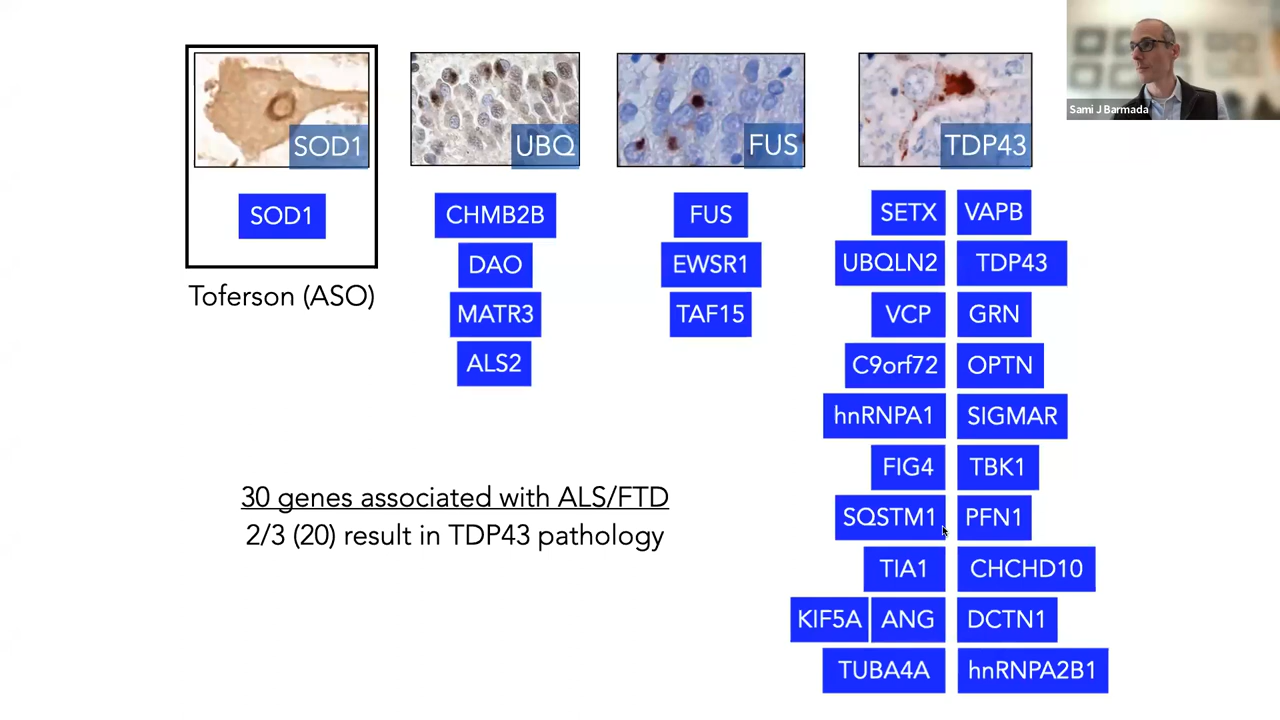 Sami J Barmada
SOD1
UBQ
FUS
TDP43
SOD1
Toferson (ASO)
CHMB2B
DAO
MATR3
ALS2
FUS
EWSR1
TAF15
SETX VAPB
UBQLN2 TDP43
VCP GRN
C9orf72 OPTN
hnRNPA1 SIGMAR
FIG4 TBK1
SQSTM1 PFN1
TIA1 CHCHD10
KIF5A ANG DCTN1
TUBA4A hnRNPA2B1
30 genes associated with ALS/FTD
2/3 (20) result in TDP43 pathology